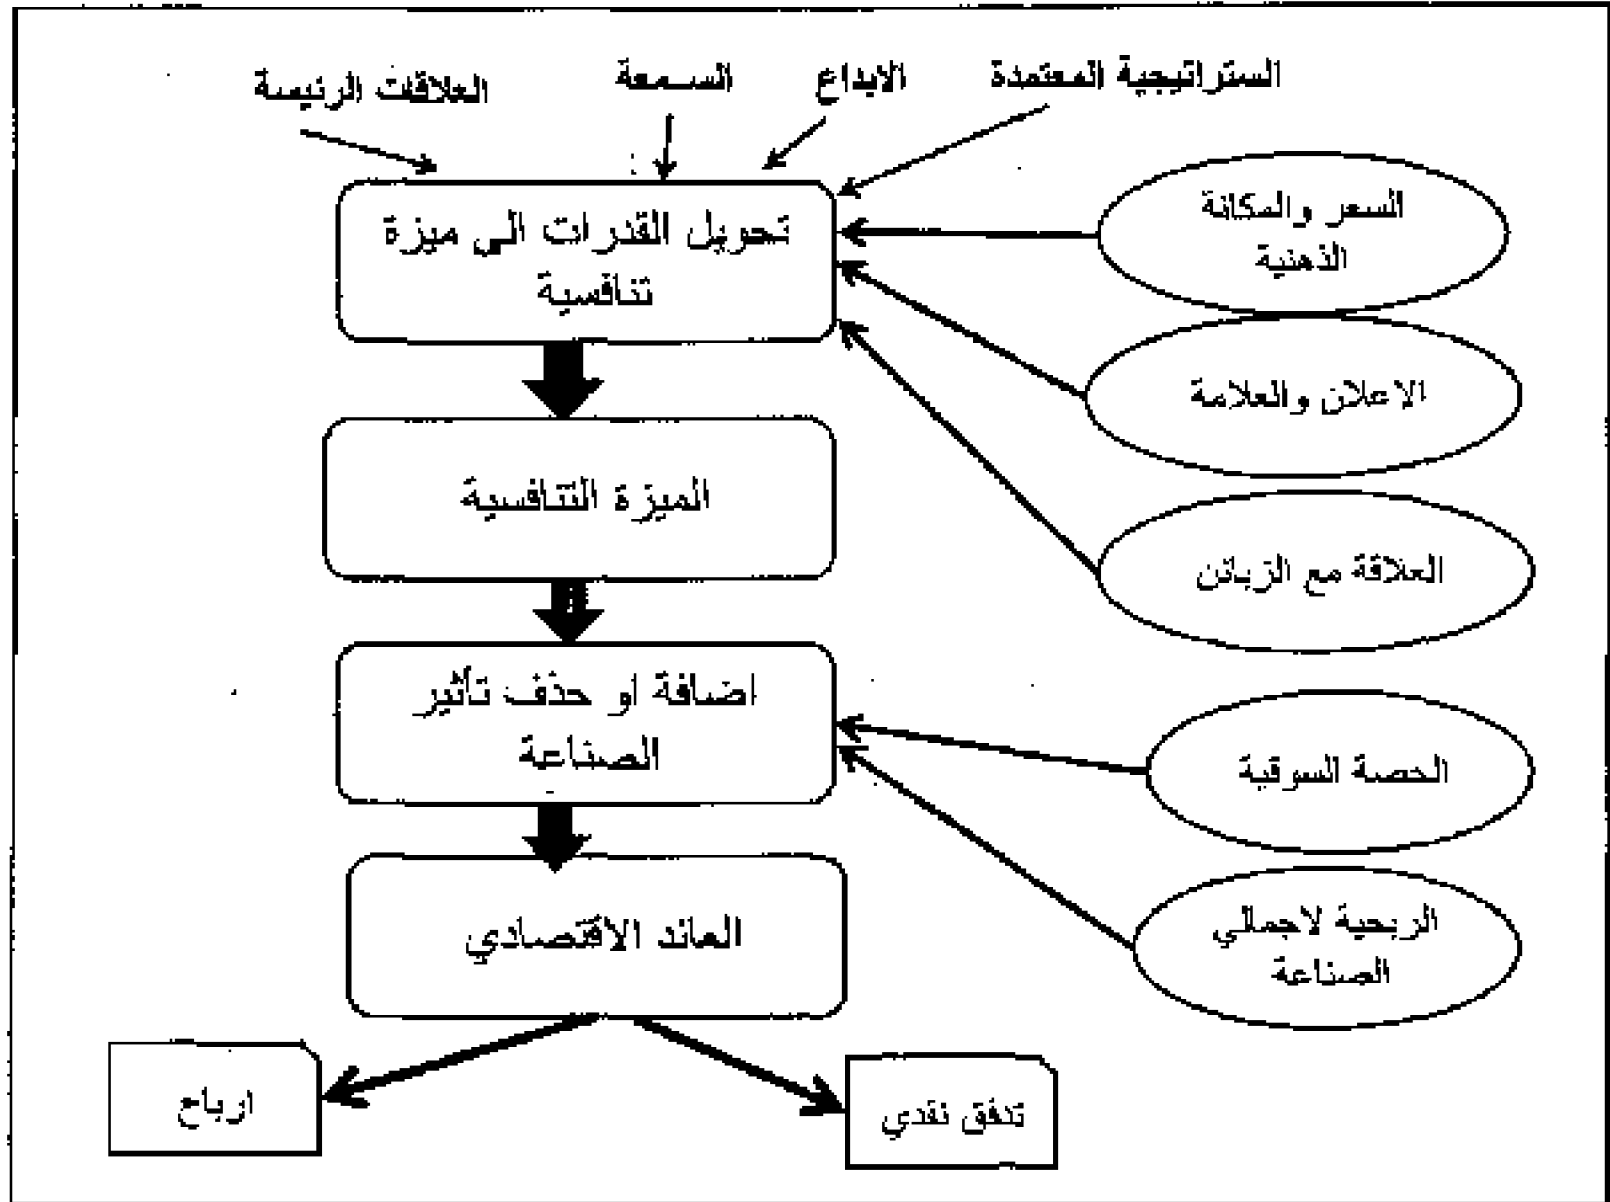 الستراتيجية المعتمدة
الابداع
السمعة
العلاقات الرئيسة
السعر والمكانة
الذهنية
تحويل القدرات الى ميزة
تنافسية
الاعلان والعلامة
الميزة التنافسية
العلاقة مع الزبائن
اضافة او حذف تأثير
الصناعة
الحصة السوقية
العائد الاقتصادي
الربحية لاجمالي
الصناعة
تدفق نقدي
ارباح